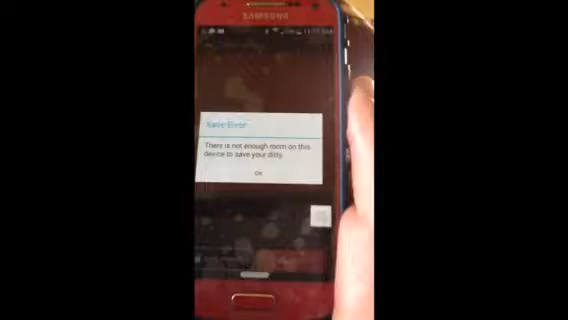 SAMSUNG
Save Error
There is not enough room on this
device to save your ditty.
OK